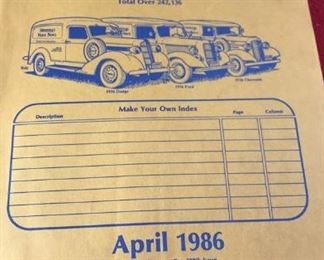 Total Over 242,136
1936 Dodge
1936 Ford
1936 Chevrolet
Make Your Own Index
Description Page Column
April 1986